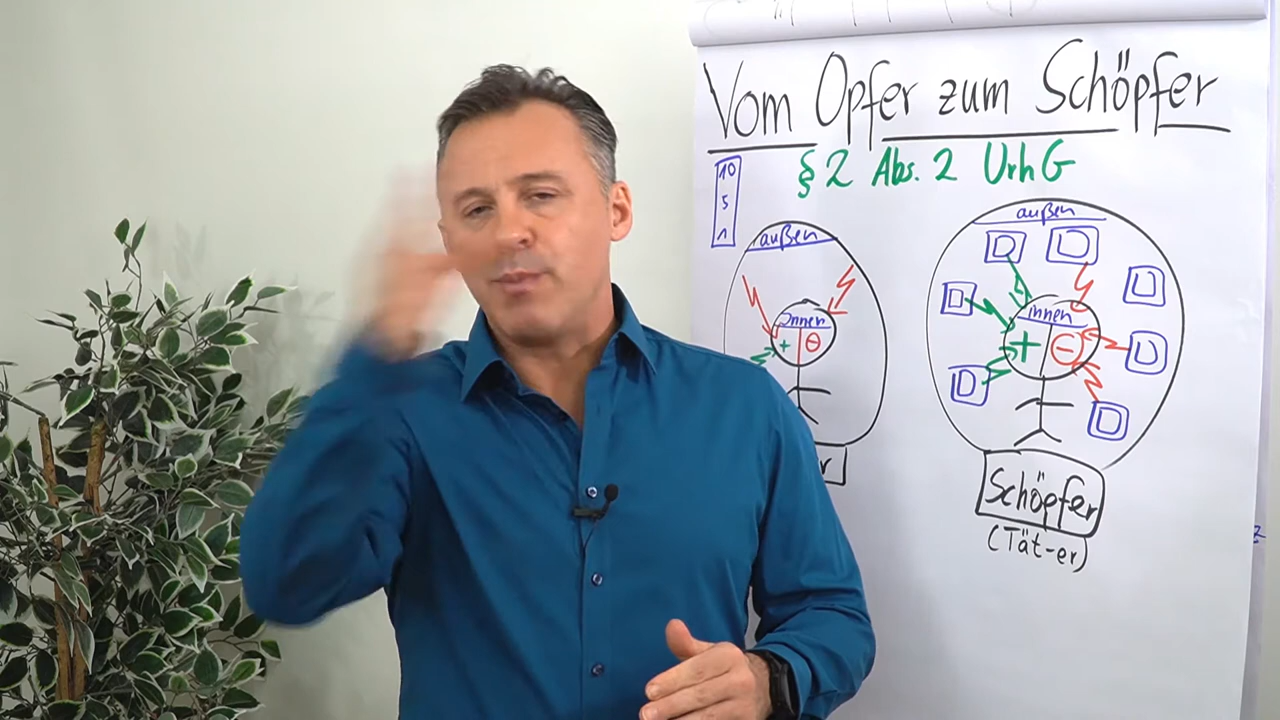 Vom Opfer zum Schöpfer
§ 2 Abs. 2 UrhG
10
5
1
außen
Innen
+
-
außen
D
D
D
D
D
D
D
innen
+
-
Schöpfer
(Tät-er)